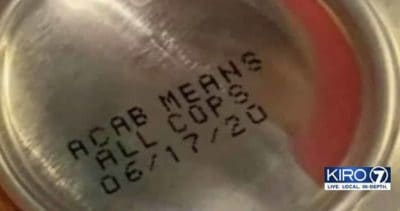 ACAB MEANS
ALL COPS
06/17/20
KIRO 7
LIVE. LOCAL. IN-DEPTH.